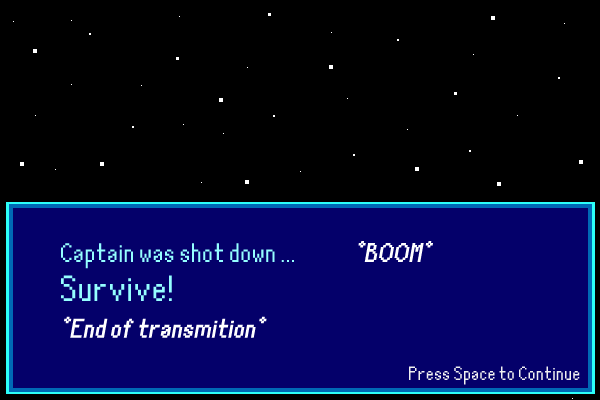 Captain was shot down ... *BOOM*
Survive!
*End of transmition*
Press Space to Continue